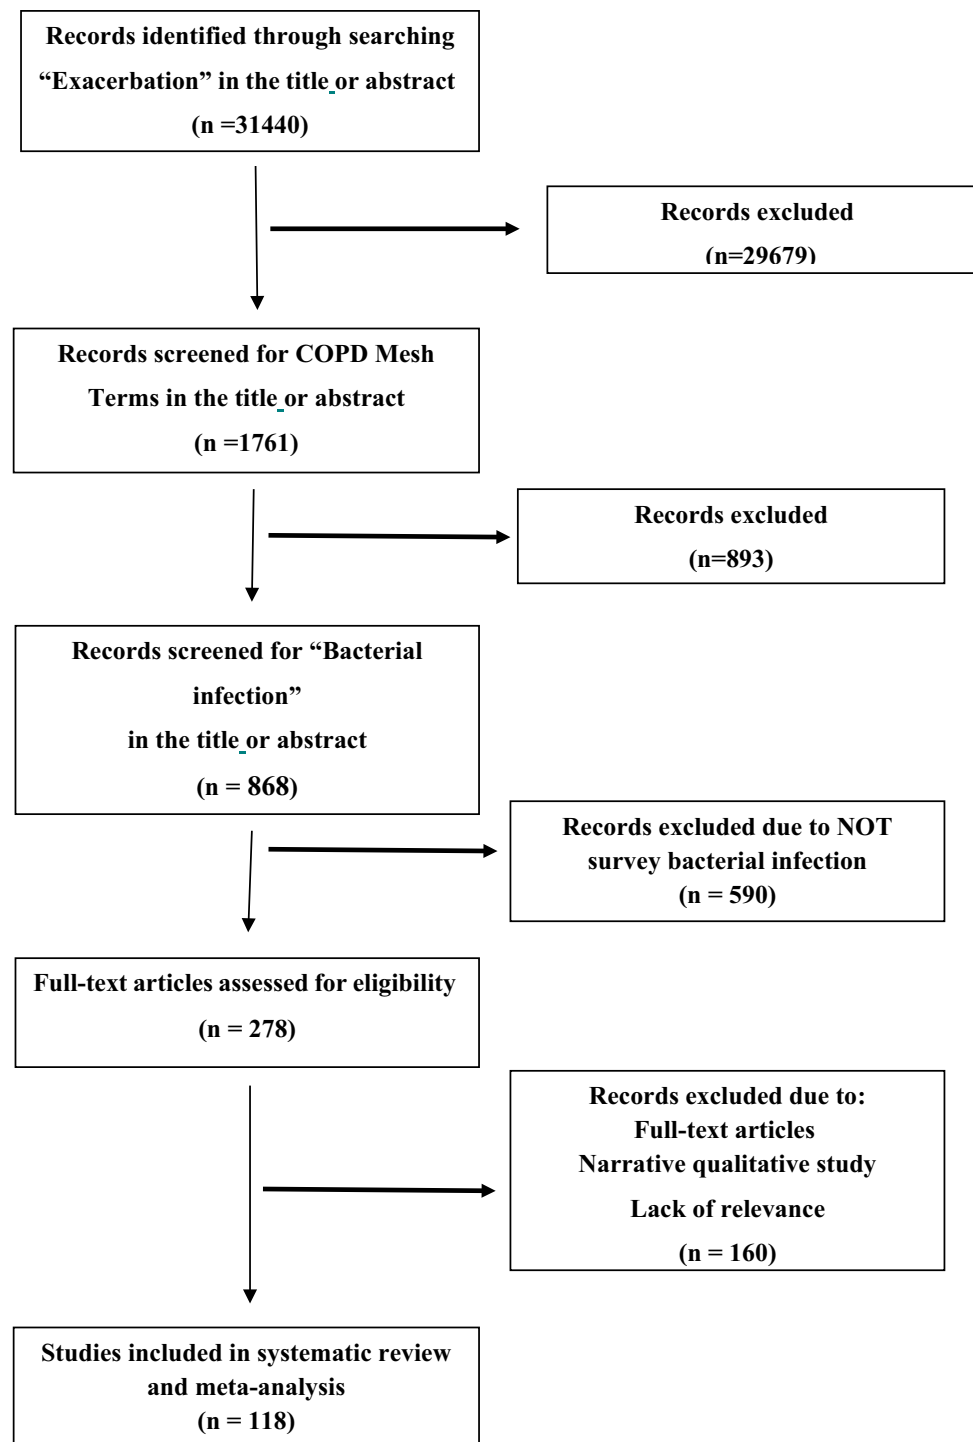 Records identified through searching
“Exacerbation” in the title or abstract
(n =31440)
Records excluded
(n=29679)
Records screened for COPD Mesh
Terms in the title or abstract
(n =1761)
Records excluded
(n=893)
Records screened for “Bacterial
infection”
in the title or abstract
(n = 868)
Records excluded due to NOT
survey bacterial infection
(n = 590)
Full-text articles assessed for eligibility
(n = 278)
Records excluded due to:
Full-text articles
Narrative qualitative study
Lack of relevance
(n = 160)
Studies included in systematic review
and meta-analysis
(n = 118)